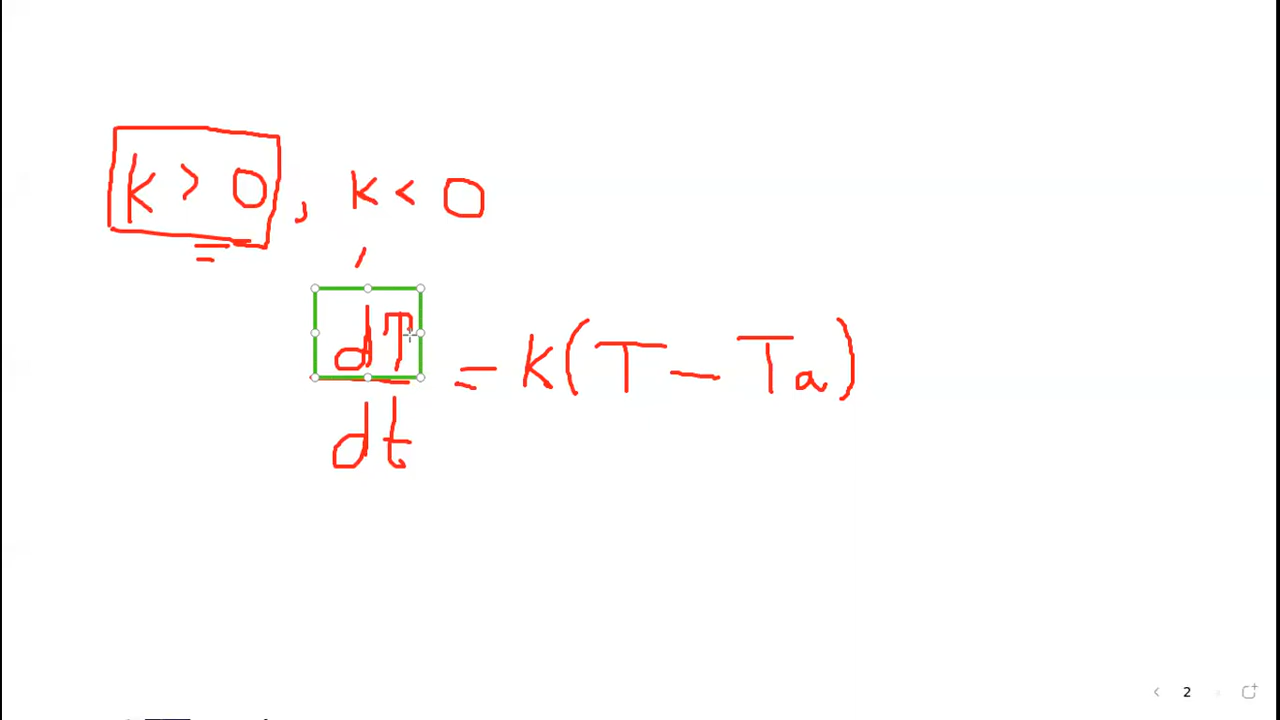 k > 0, k < 0
dT/dt = k(T - Ta)
2